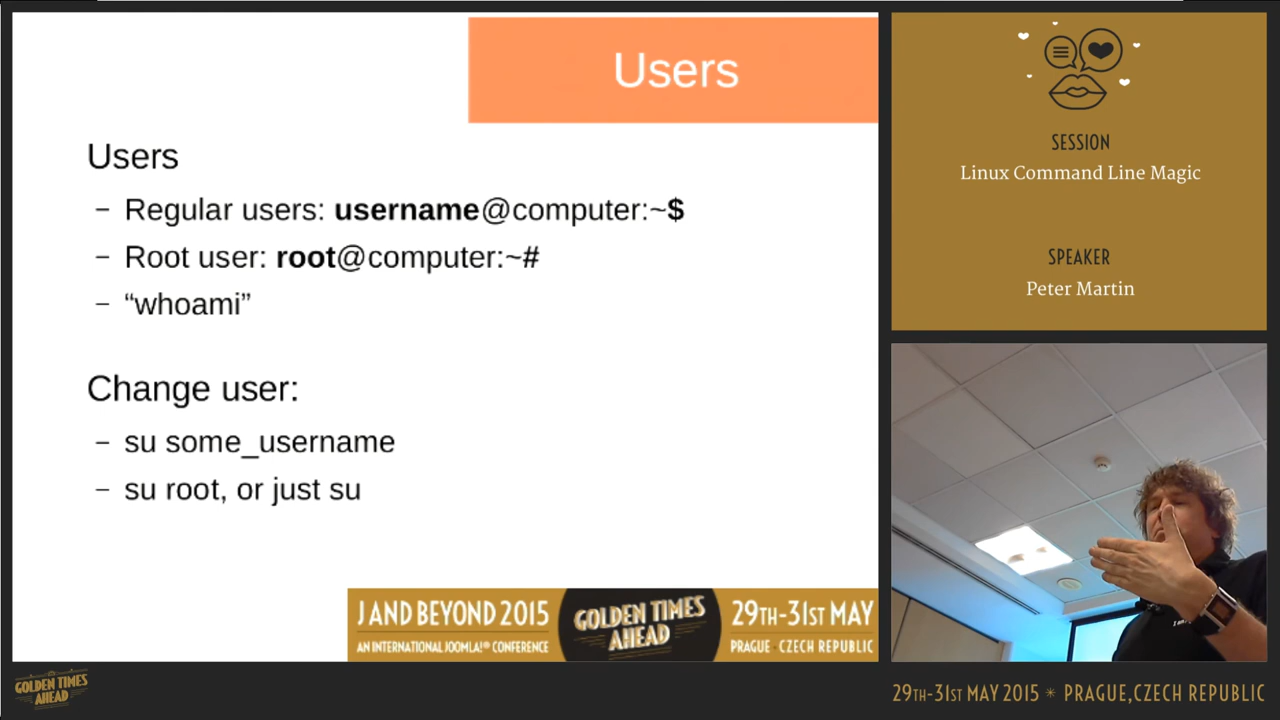 Users
Users
– Regular users: username@computer:~$
– Root user: root@computer:~#
– “whoami”
Change user:
– su some_username
– su root, or just su
J AND BEYOND 2015
AN INTERNATIONAL JOOMLA!® CONFERENCE
GOLDEN TIMES
AHEAD
29TH-31ST MAY
PRAGUE - CZECH REPUBLIC
SESSION
Linux Command Line Magic
SPEAKER
Peter Martin
GOLDEN TIMES
AHEAD
29TH-31ST MAY 2015 * PRAGUE, CZECH REPUBLIC